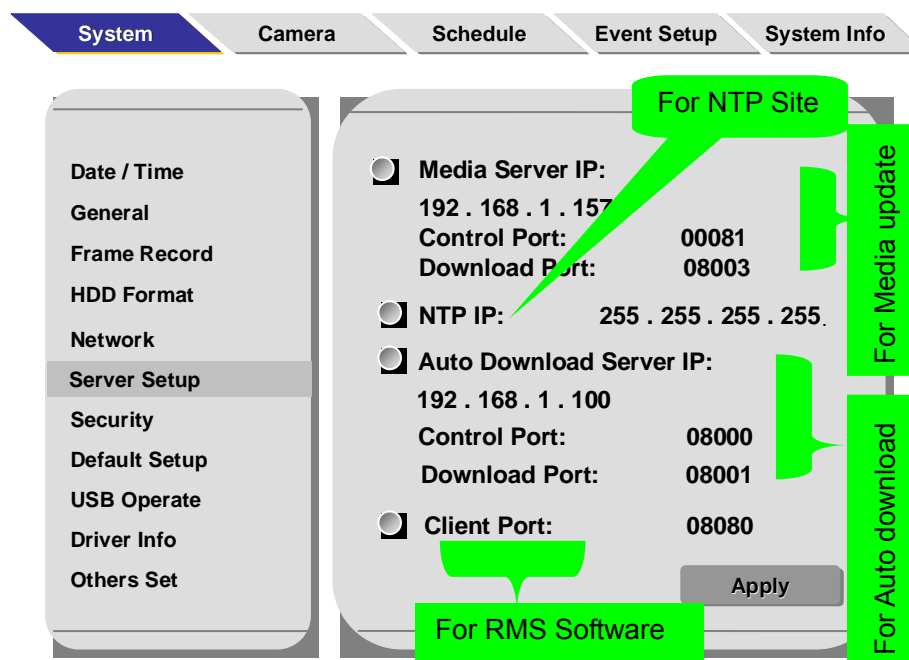 System Camera Schedule Event Setup System Info
Date / Time
General
Frame Record
HDD Format
Network
Server Setup
Security
Default Setup
USB Operate
Driver Info
Others Set
For NTP Site
Media Server IP:
192 . 168 . 1 . 157
Control Port: 00081
Download Port: 08003
NTP IP: 255 . 255 . 255 . 255.
Auto Download Server IP:
192 . 168 . 1 . 100
Control Port: 08000
Download Port: 08001
Client Port: 08080
Apply
For RMS Software
For Media update
For Auto download